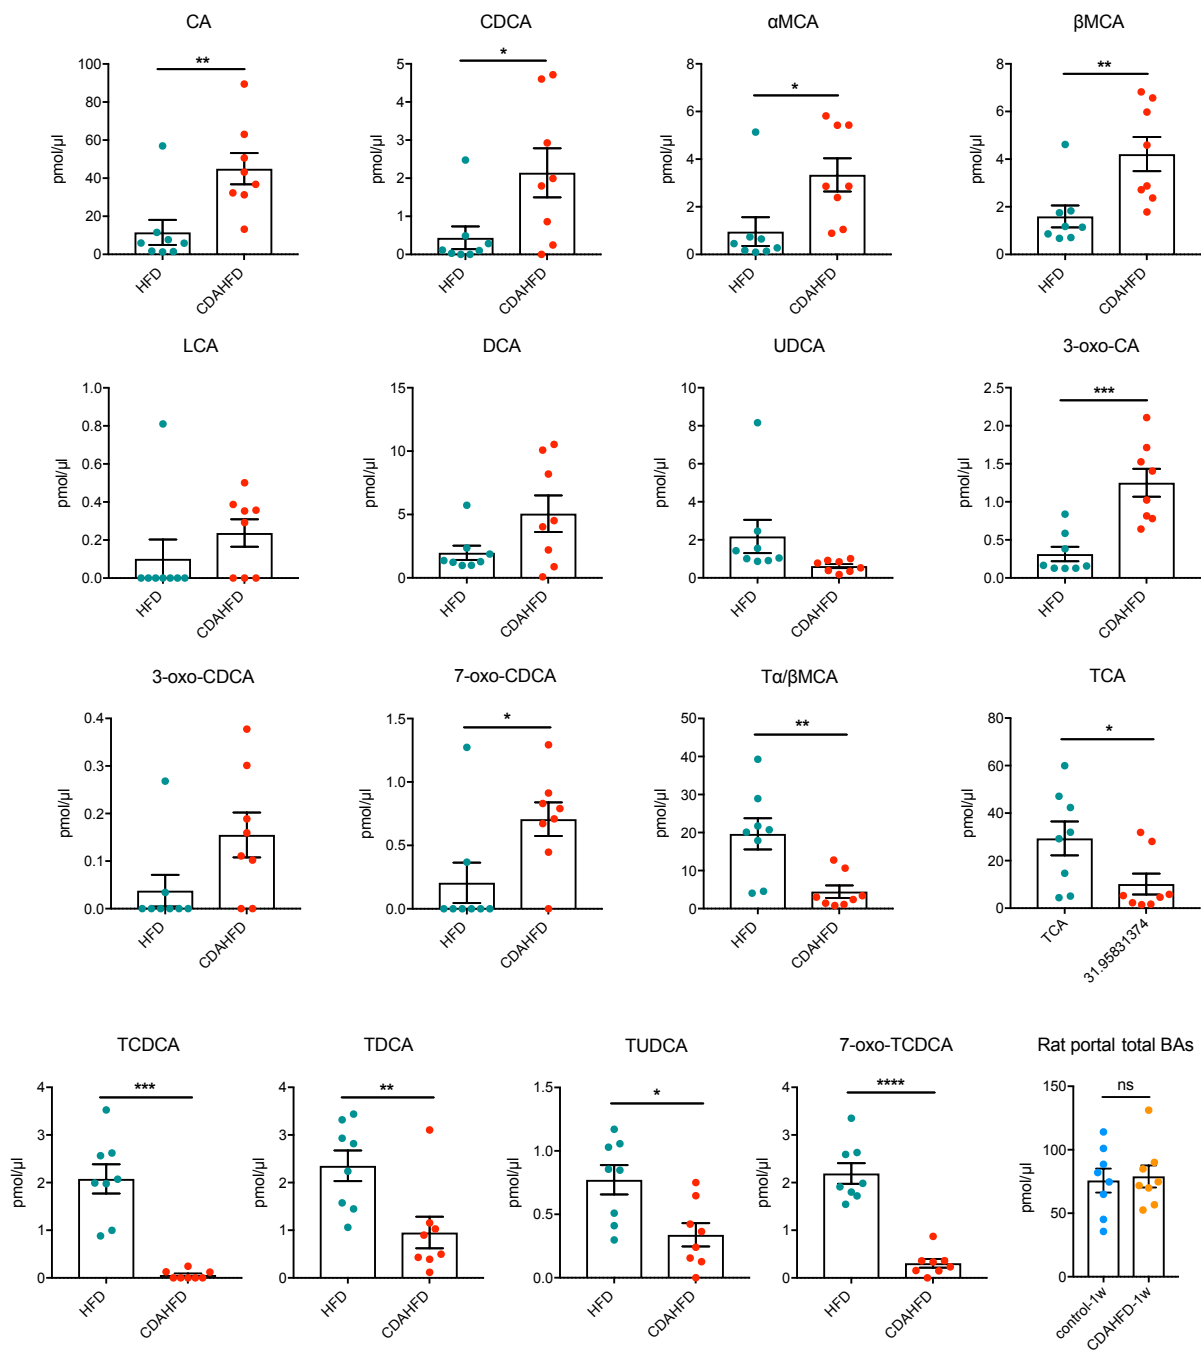 CA
**
100
80
60
40
20
0
pmol/µl
HFD
CDAHFD
CDCA
*
5
4
3
2
1
0
pmol/µl
HFD
CDAHFD
αMCA
*
8
6
4
2
0
pmol/µl
HFD
CDAHFD
βMCA
**
8
6
4
2
0
pmol/µl
HFD
CDAHFD
LCA
1.0
0.8
0.6
0.4
0.2
0.0
pmol/µl
HFD
CDAHFD
DCA
15
10
5
0
pmol/µl
HFD
CDAHFD
UDCA
10
8
6
4
2
0
pmol/µl
HFD
CDAHFD
3-oxo-CA
***
2.5
2.0
1.5
1.0
0.5
0.0
pmol/µl
HFD
CDAHFD
3-oxo-CDCA
0.4
0.3
0.2
0.1
0.0
pmol/µl
HFD
CDAHFD
7-oxo-CDCA
*
1.5
1.0
0.5
0.0
pmol/µl
HFD
CDAHFD
Tα/βMCA
**
50
40
30
20
10
0
pmol/µl
HFD
CDAHFD
TCA
*
80
60
40
20
0
pmol/µl
TCA
31.95831374
TCDCA
***
4
3
2
1
0
pmol/µl
HFD
CDAHFD
TDCA
**
4
3
2
1
0
pmol/µl
HFD
CDAHFD
TUDCA
*
1.5
1.0
0.5
0.0
pmol/µl
HFD
CDAHFD
7-oxo-TCDCA
****
4
3
2
1
0
pmol/µl
HFD
CDAHFD
Rat portal total BAs
ns
150
100
50
0
pmol/µl
control-1w
CDAHFD-1w